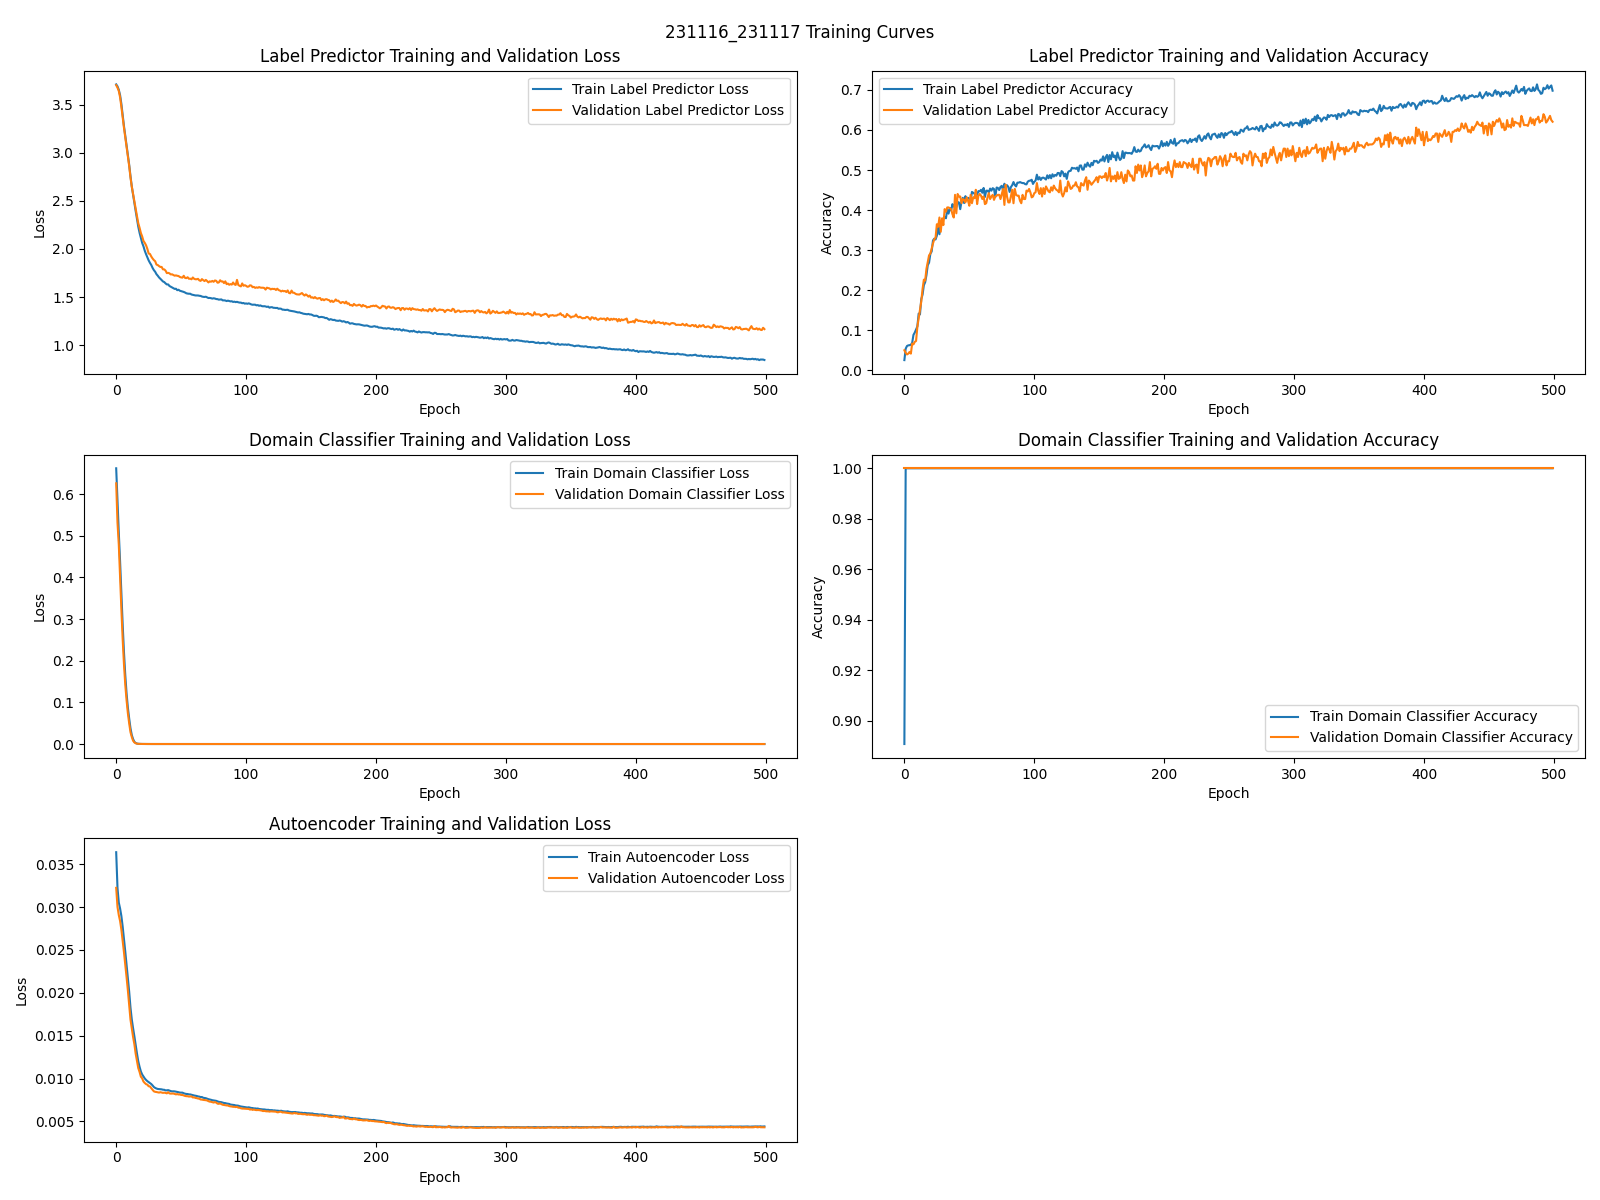 231116_231117 Training Curves
Label Predictor Training and Validation Loss
Loss
3.5
3.0
2.5
2.0
1.5
1.0
Train Label Predictor Loss
Validation Label Predictor Loss
0 100 200 300 400 500
Epoch
Label Predictor Training and Validation Accuracy
Accuracy
0.7
0.6
0.5
0.4
0.3
0.2
0.1
0.0
Train Label Predictor Accuracy
Validation Label Predictor Accuracy
0 100 200 300 400 500
Epoch
Domain Classifier Training and Validation Loss
Loss
0.6
0.5
0.4
0.3
0.2
0.1
0.0
Train Domain Classifier Loss
Validation Domain Classifier Loss
0 100 200 300 400 500
Epoch
Domain Classifier Training and Validation Accuracy
Accuracy
1.00
0.98
0.96
0.94
0.92
0.90
Train Domain Classifier Accuracy
Validation Domain Classifier Accuracy
0 100 200 300 400 500
Epoch
Autoencoder Training and Validation Loss
Loss
0.035
0.030
0.025
0.020
0.015
0.010
0.005
Train Autoencoder Loss
Validation Autoencoder Loss
0 100 200 300 400 500
Epoch